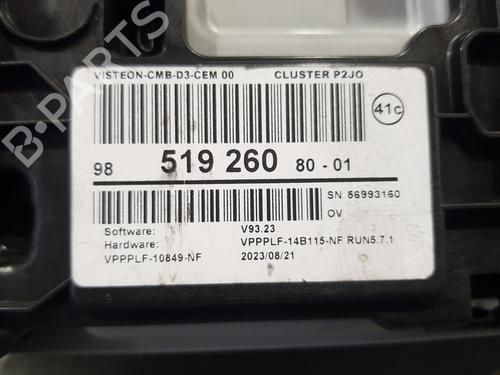 VISTEON-CMB-D3-CEM 00 CLUSTER P2JO
41c
98 519 260 80 - 01
SN 56993160
OV
Software: V93.23
Hardware: VPPPLF-14B115-NF RUN5.7.1
VPPPLF-10849-NF 2023/08/21
B-PARTS